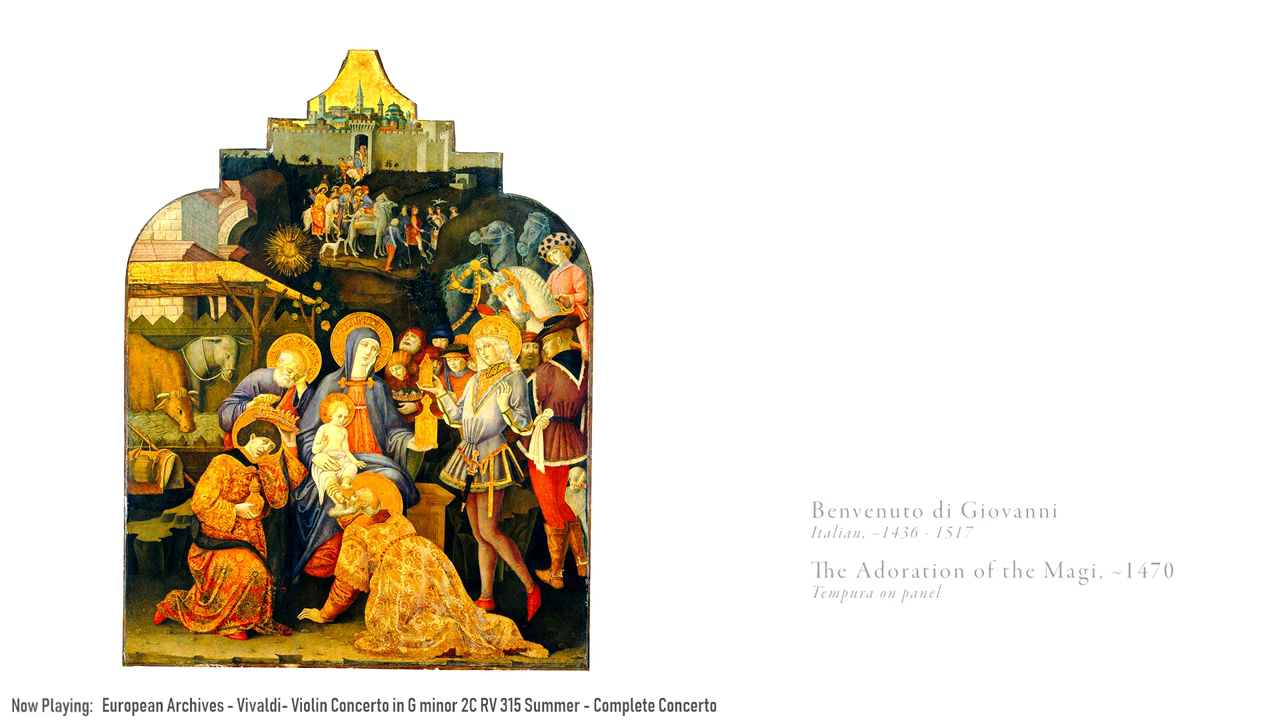 Benvenuto di Giovanni
Italian, ~1436 - 1517
The Adoration of the Magi, ~1470
Tempura on panel
Now Playing: European Archives - Vivaldi- Violin Concerto in G minor 2C RV 315 Summer - Complete Concerto